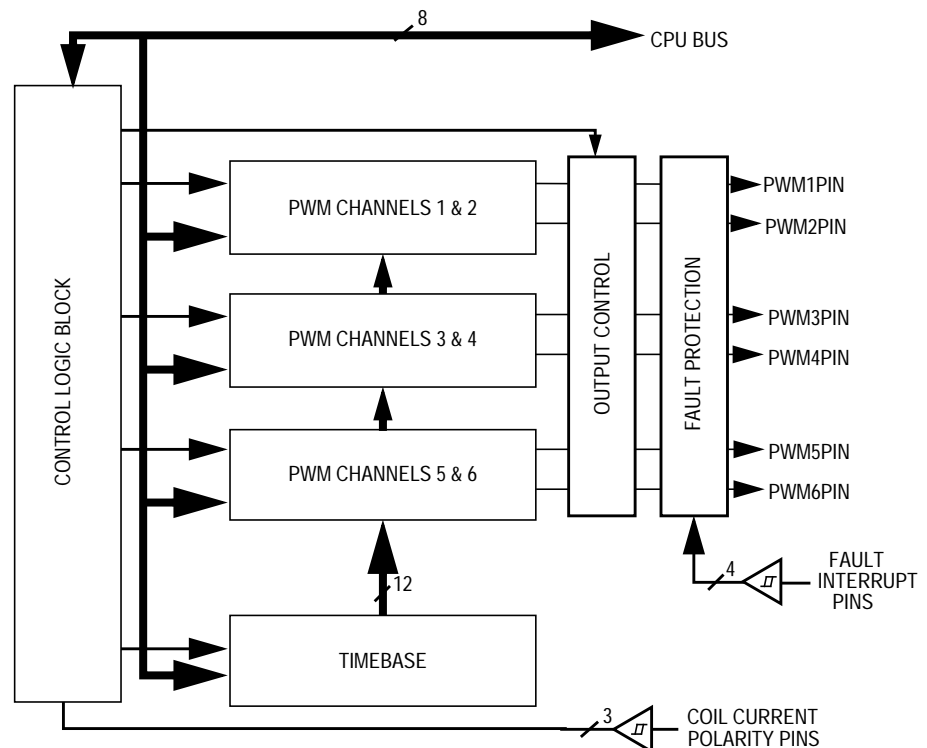 8
CPU BUS
CONTROL LOGIC BLOCK
PWM CHANNELS 1 & 2
PWM CHANNELS 3 & 4
PWM CHANNELS 5 & 6
12
TIMEBASE
OUTPUT CONTROL
FAULT PROTECTION
PWM1PIN
PWM2PIN
PWM3PIN
PWM4PIN
PWM5PIN
PWM6PIN
4
FAULT
INTERRUPT
PINS
3
COIL CURRENT
POLARITY PINS